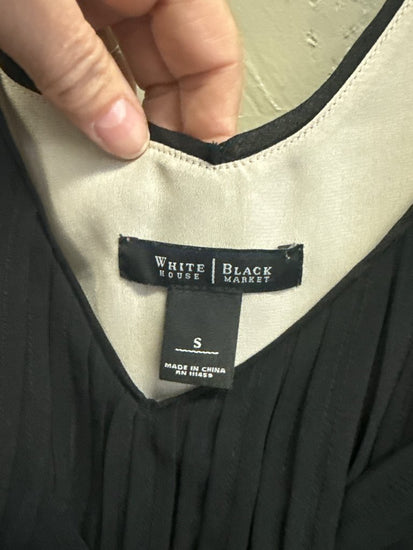 WHITE | BLACK
HOUSE | MARKET
S
MADE IN CHINA
RN 111459